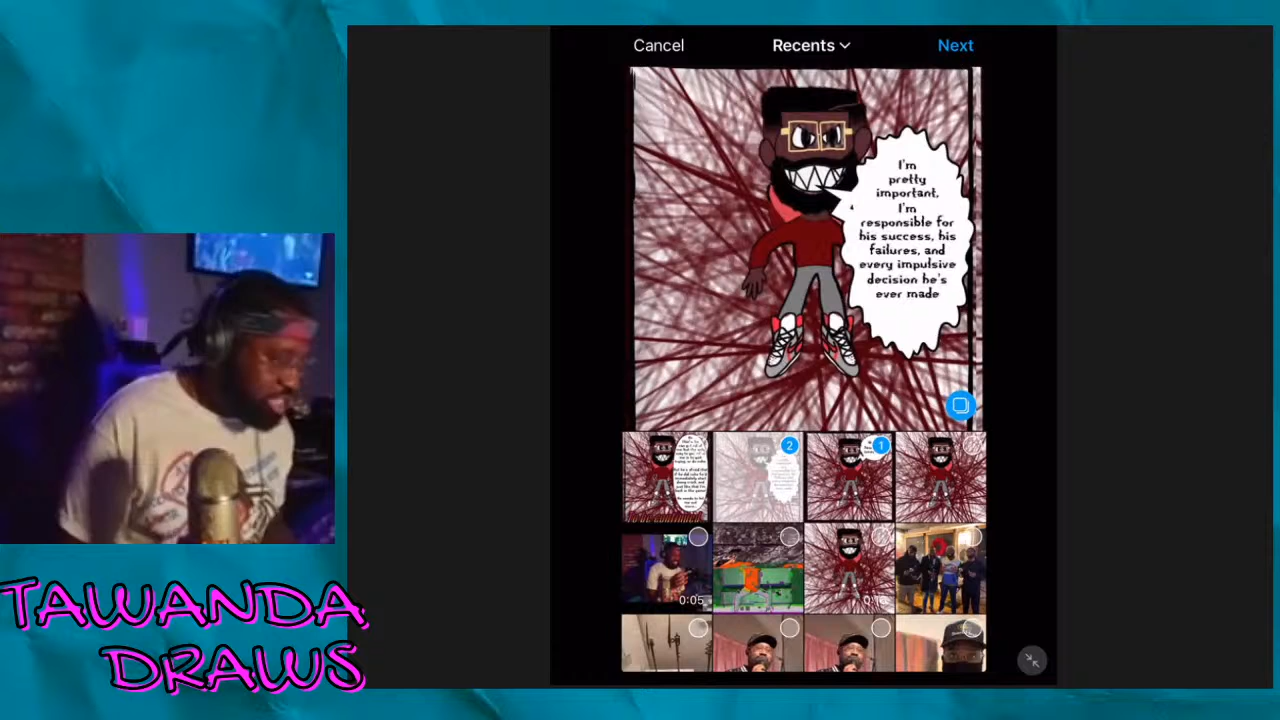 Cancel
Recents
Next
I'm
pretty
important,
I'm
responsible for
his success, his
failures, and
every impulsive
decision he's
ever made
2
1
0:05
TAWANDA
DRAWS